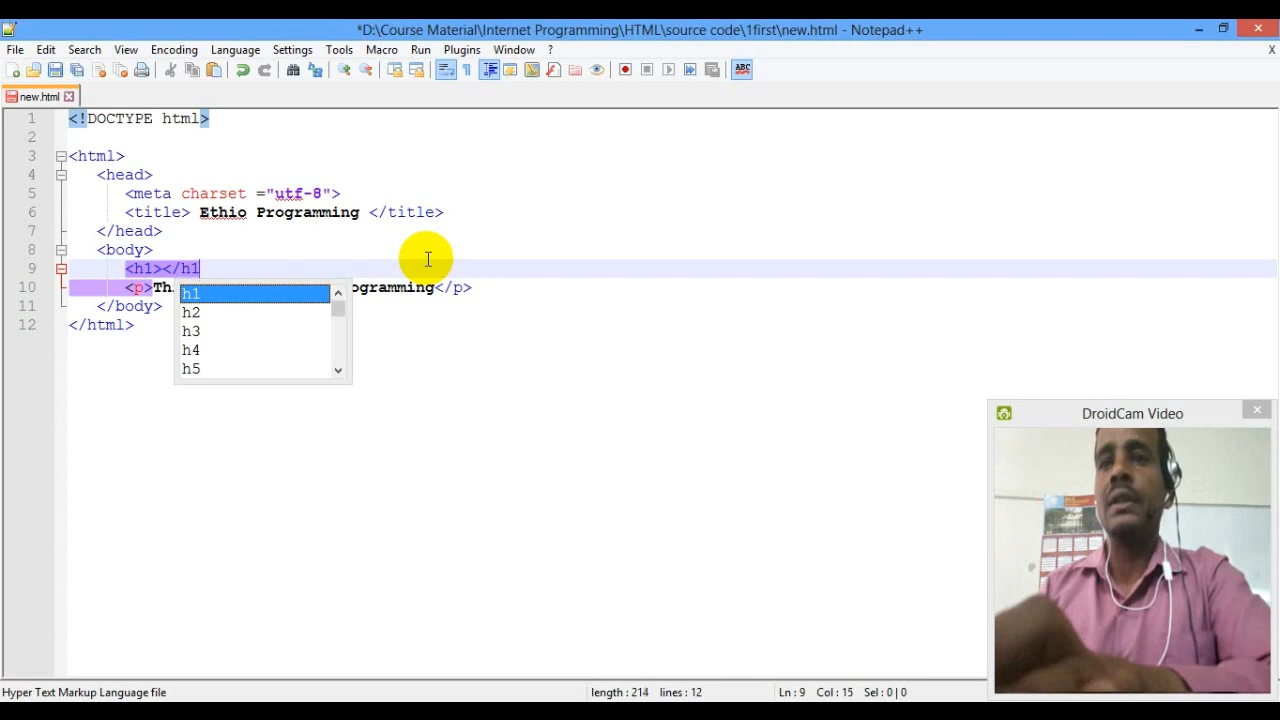 *D:\Course Material\Internet Programming\HTML\source code\1first\new.html - Notepad++
File Edit Search View Encoding Language Settings Tools Macro Run Plugins Window ? X
ABC
new.html
1 <!DOCTYPE html>
2
3 <html>
4 <head>
5 <meta charset ="utf-8">
6 <title> Ethio Programming </title>
7 </head>
8 <body>
9 <h1></h1
10 <p>Th ogramming</p>
11 </body>
12 </html>
h1
h2
h3
h4
h5
DroidCam Video
Hyper Text Markup Language file length : 214 lines : 12 Ln : 9 Col : 15 Sel : 0 | 0